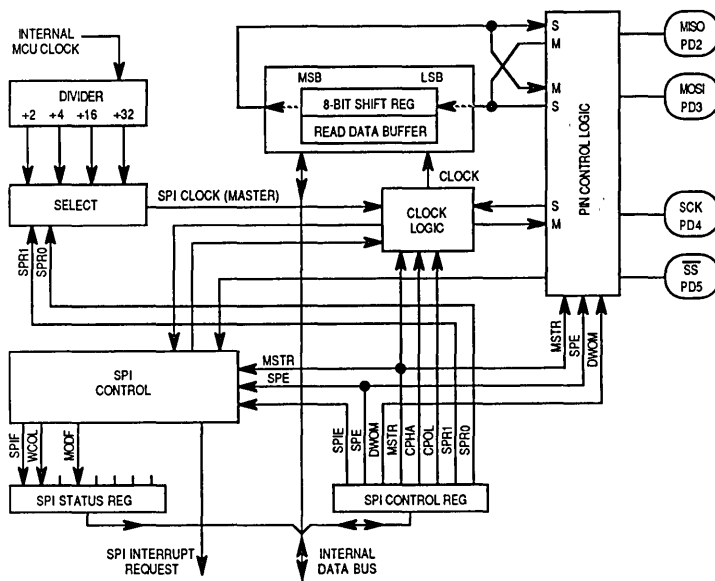 INTERNAL
MCU CLOCK
DIVIDER
+2 +4 +16 +32
SELECT
SPR1
SPR0
SPI CLOCK (MASTER)
MSB LSB
8-BIT SHIFT REG
READ DATA BUFFER
CLOCK
CLOCK
LOGIC
S
M
M
S
S
M
PIN CONTROL LOGIC
MISO
PD2
MOSI
PD3
SCK
PD4
SS
PD5
MSTR
SPE
DWOM
SPI
CONTROL
MSTR
SPE
SPIF
WCOL
MODF
SPIE
SPE
DWOM
MSTR
CPHA
CPOL
SPR1
SPR0
SPI STATUS REG
SPI CONTROL REG
SPI INTERRUPT
REQUEST
INTERNAL
DATA BUS